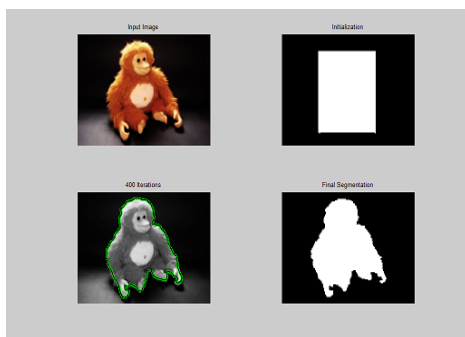 Input Image
Initialization
400 Iterations
Final Segmentation